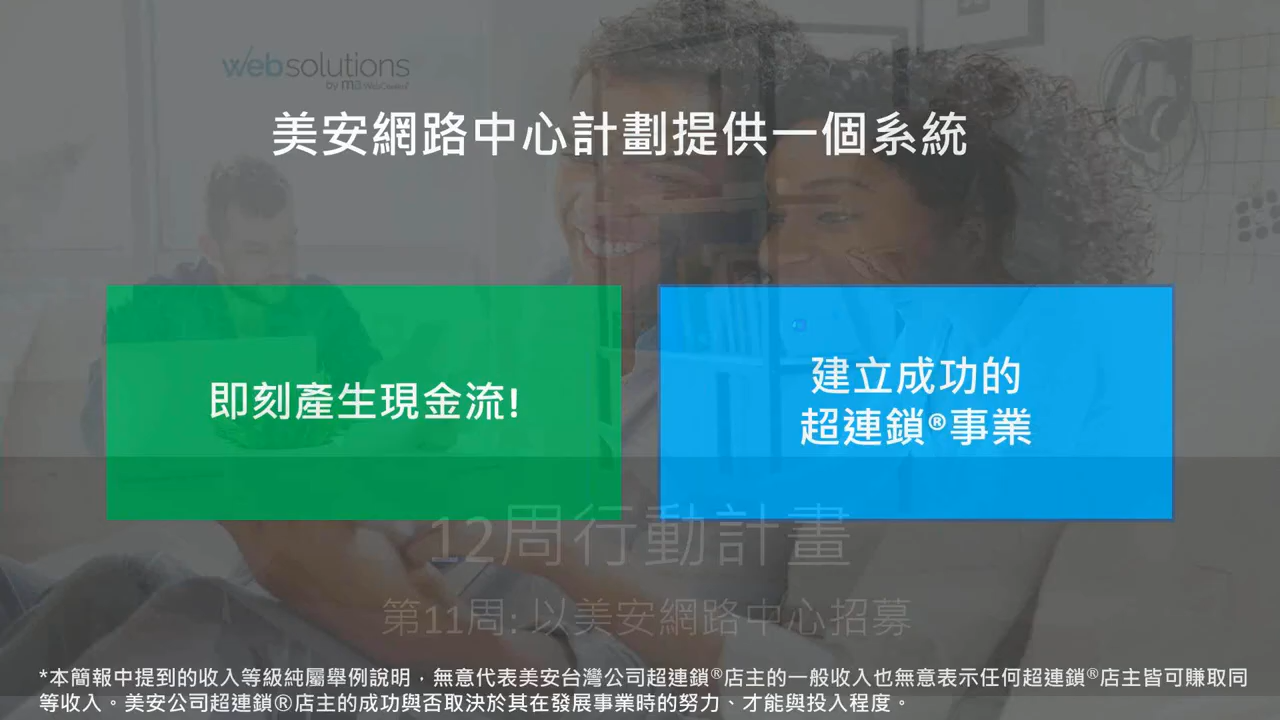 websolutions
by ma WebCenters®
美安網路中心計劃提供一個系統
即刻產生現金流!
建立成功的
超連鎖®事業
12周行動計畫
第11周: 以美安網路中心招募
*本簡報中提到的收入等級純屬舉例說明，無意代表美安台灣公司超連鎖®店主的一般收入也無意表示任何超連鎖®店主皆可賺取同
等收入。美安公司超連鎖®店主的成功與否取決於其在發展事業時的努力、才能與投入程度。